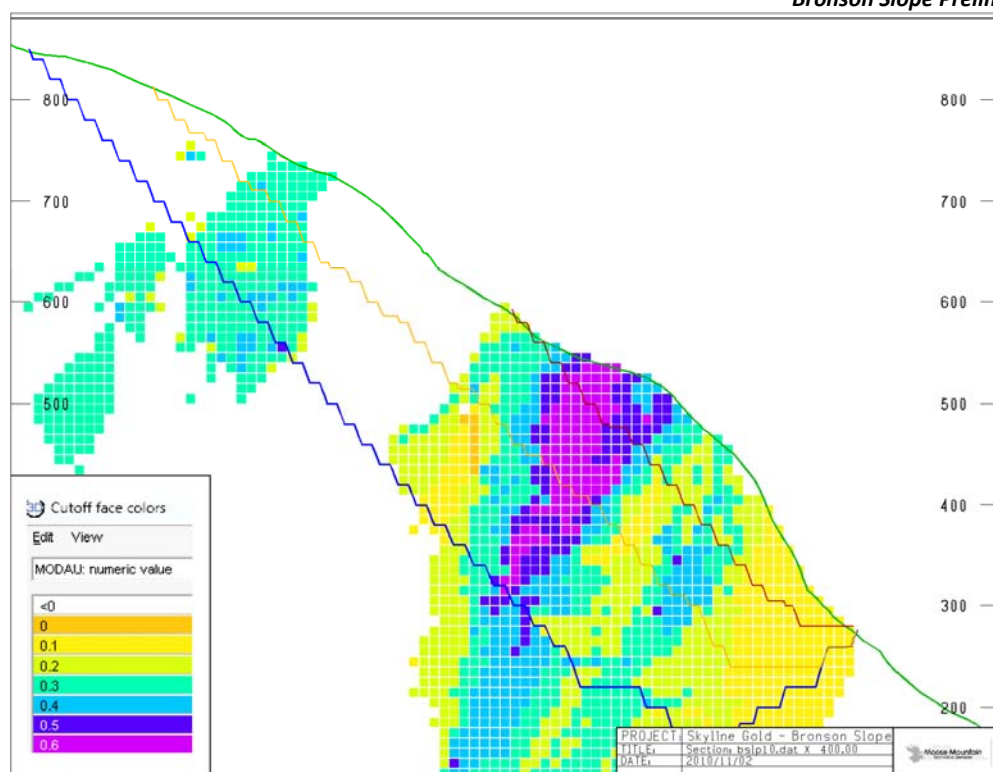 Bronson Slope Prelim
800 800
700 700
600 600
500 500
400
300
200
Cutoff face colors
Edit View
MODAU: numeric value
<0
0
0.1
0.2
0.3
0.4
0.5
0.6
PROJECT: Skyline Gold - Bronson Slope
TITLE: Section: bslp10.dat X 400.00
DATE: 2010/11/02
Moose Mountain